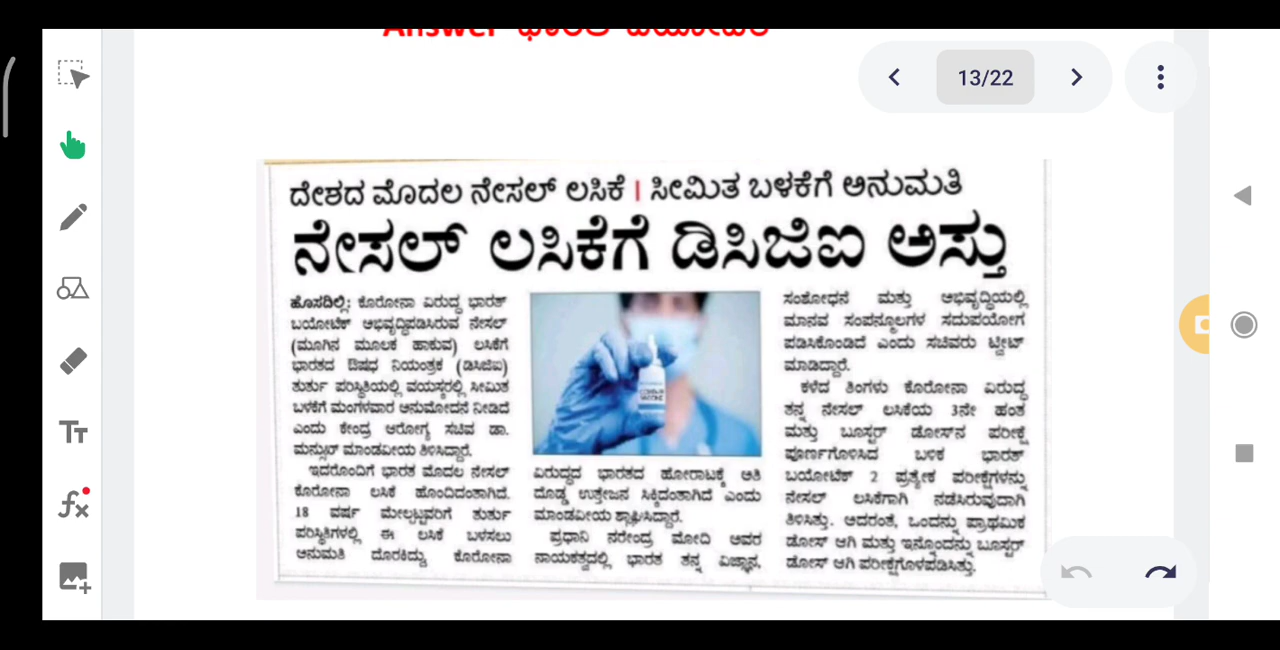 Answer ಭಾರತ ಬಯೋಟೆಕ
13/22
ದೇಶದ ಮೊದಲ ನೇಸಲ್ ಲಸಿಕೆ | ಸೀಮಿತ ಬಳಕೆಗೆ ಅನುಮತಿ
ನೇಸಲ್ ಲಸಿಕೆಗೆ ಡಿಸಿಜಿಐ ಅಸ್ತು
ಹೊಸದಿಲ್ಲಿ: ಕೊರೋನಾ ವಿರುದ್ಧ ಭಾರತ್
ಬಯೋಟೆಕ್ ಅಭಿವೃದ್ಧಿಪಡಿಸಿರುವ ನೇಸಲ್
(ಮೂಗಿನ ಮೂಲಕ ಹಾಕುವ) ಲಸಿಕೆಗೆ
ಭಾರತದ ಔಷಧ ನಿಯಂತ್ರಕ (ಡಿಸಿಜಿಐ)
ತುರ್ತು ಪರಿಸ್ಥಿತಿಯಲ್ಲಿ ವಯಸ್ಕರಲ್ಲಿ ಸೀಮಿತ
ಬಳಕೆಗೆ ಮಂಗಳವಾರ ಅನುಮೋದನೆ ನೀಡಿದೆ
ಎಂದು ಕೇಂದ್ರ ಆರೋಗ್ಯ ಸಚಿವ ಡಾ.
ಮನ್ಸುಖ್ ಮಾಂಡವೀಯ ತಿಳಿಸಿದ್ದಾರೆ.
ಇದರೊಂದಿಗೆ ಭಾರತ ಮೊದಲ ನೇಸಲ್
ಕೊರೋನಾ ಲಸಿಕೆ ಹೊಂದಿದಂತಾಗಿದೆ.
18 ವರ್ಷ ಮೇಲ್ಪಟ್ಟವರಿಗೆ ತುರ್ತು
ಪರಿಸ್ಥಿತಿಗಳಲ್ಲಿ ಈ ಲಸಿಕೆ ಬಳಸಲು
ಅನುಮತಿ ದೊರಕಿದ್ದು, ಕೊರೋನಾ
VACCINE
ವಿರುದ್ಧದ ಭಾರತದ ಹೋರಾಟಕ್ಕೆ ಅತಿ
ದೊಡ್ಡ ಉತ್ತೇಜನ ಸಿಕ್ಕಿದಂತಾಗಿದೆ ಎಂದು
ಮಾಂಡವೀಯ ಶ್ಲಾಘಿಸಿದ್ದಾರೆ.
ಪ್ರಧಾನಿ ನರೇಂದ್ರ ಮೋದಿ ಅವರ
ನಾಯಕತ್ವದಲ್ಲಿ ಭಾರತ ತನ್ನ ವಿಜ್ಞಾನ,
ಸಂಶೋಧನೆ ಮತ್ತು ಅಭಿವೃದ್ಧಿಯಲ್ಲಿ
ಮಾನವ ಸಂಪನ್ಮೂಲಗಳ ಸದುಪಯೋಗ
ಪಡಿಸಿಕೊಂಡಿದೆ ಎಂದು ಸಚಿವರು ಟ್ವೀಟ್
ಮಾಡಿದ್ದಾರೆ.
ಕಳೆದ ತಿಂಗಳು ಕೊರೋನಾ ವಿರುದ್ಧ
ತನ್ನ ನೇಸಲ್ ಲಸಿಕೆಯ 3ನೇ ಹಂತ
ಮತ್ತು ಬೂಸ್ಟರ್ ಡೋಸ್‌ನ ಪರೀಕ್ಷೆ
ಪೂರ್ಣಗೊಳಿಸಿದ ಬಳಿಕ ಭಾರತ್
ಬಯೋಟೆಕ್ 2 ಪ್ರತ್ಯೇಕ ಪರೀಕ್ಷೆಗಳನ್ನು
ನೇಸಲ್ ಲಸಿಕೆಗಾಗಿ ನಡೆಸಿರುವುದಾಗಿ
ತಿಳಿಸಿತ್ತು. ಅದರಂತೆ, ಒಂದನ್ನು ಪ್ರಾಥಮಿಕ
ಡೋಸ್ ಆಗಿ ಮತ್ತು ಇನ್ನೊಂದನ್ನು ಬೂಸ್ಟರ್
ಡೋಸ್ ಆಗಿ ಪರೀಕ್ಷೆಗೊಳಪಡಿಸಿತ್ತು.